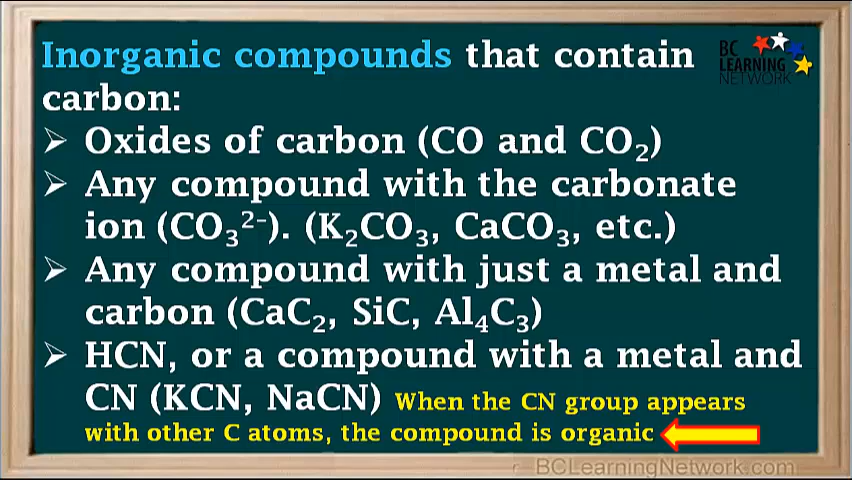 Inorganic compounds that contain
carbon:
➢ Oxides of carbon (CO and CO₂)
➢ Any compound with the carbonate
ion (CO₃²⁻). (K₂CO₃, CaCO₃, etc.)
➢ Any compound with just a metal and
carbon (CaC₂, SiC, Al₄C₃)
➢ HCN, or a compound with a metal and
CN (KCN, NaCN) When the CN group appears
with other C atoms, the compound is organic
BC
LEARNING
NETWORK
BCLearningNetwork.com